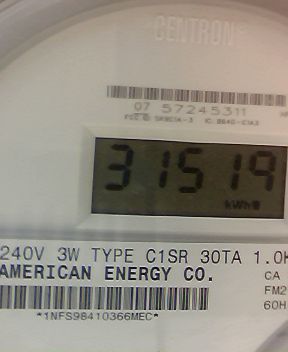 CENTRON
07 57245311
31519
kWh
240V 3W TYPE C1SR 30TA 1.0K
AMERICAN ENERGY CO.
CA
FM2
60H
*1NFS98410366MEC*